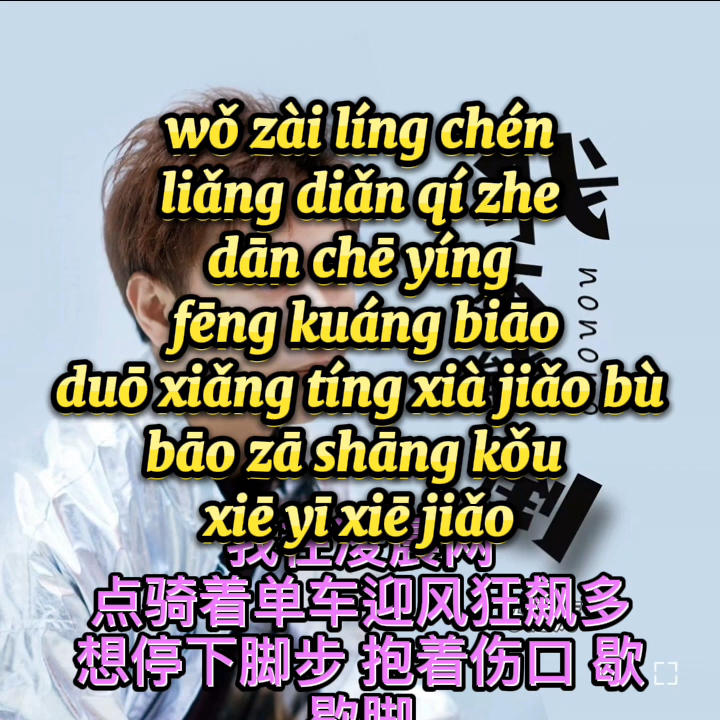 wǒ zài líng chén
liǎng diǎn qí zhe
dān chē yíng
fēng kuáng biāo
duō xiǎng tíng xià jiǎo bù
bāo zā shāng kǒu
xiē yī xiē jiǎo
我在凌晨两
点骑着单车迎风狂飙多
想停下脚步 抱着伤口 歇
歇脚